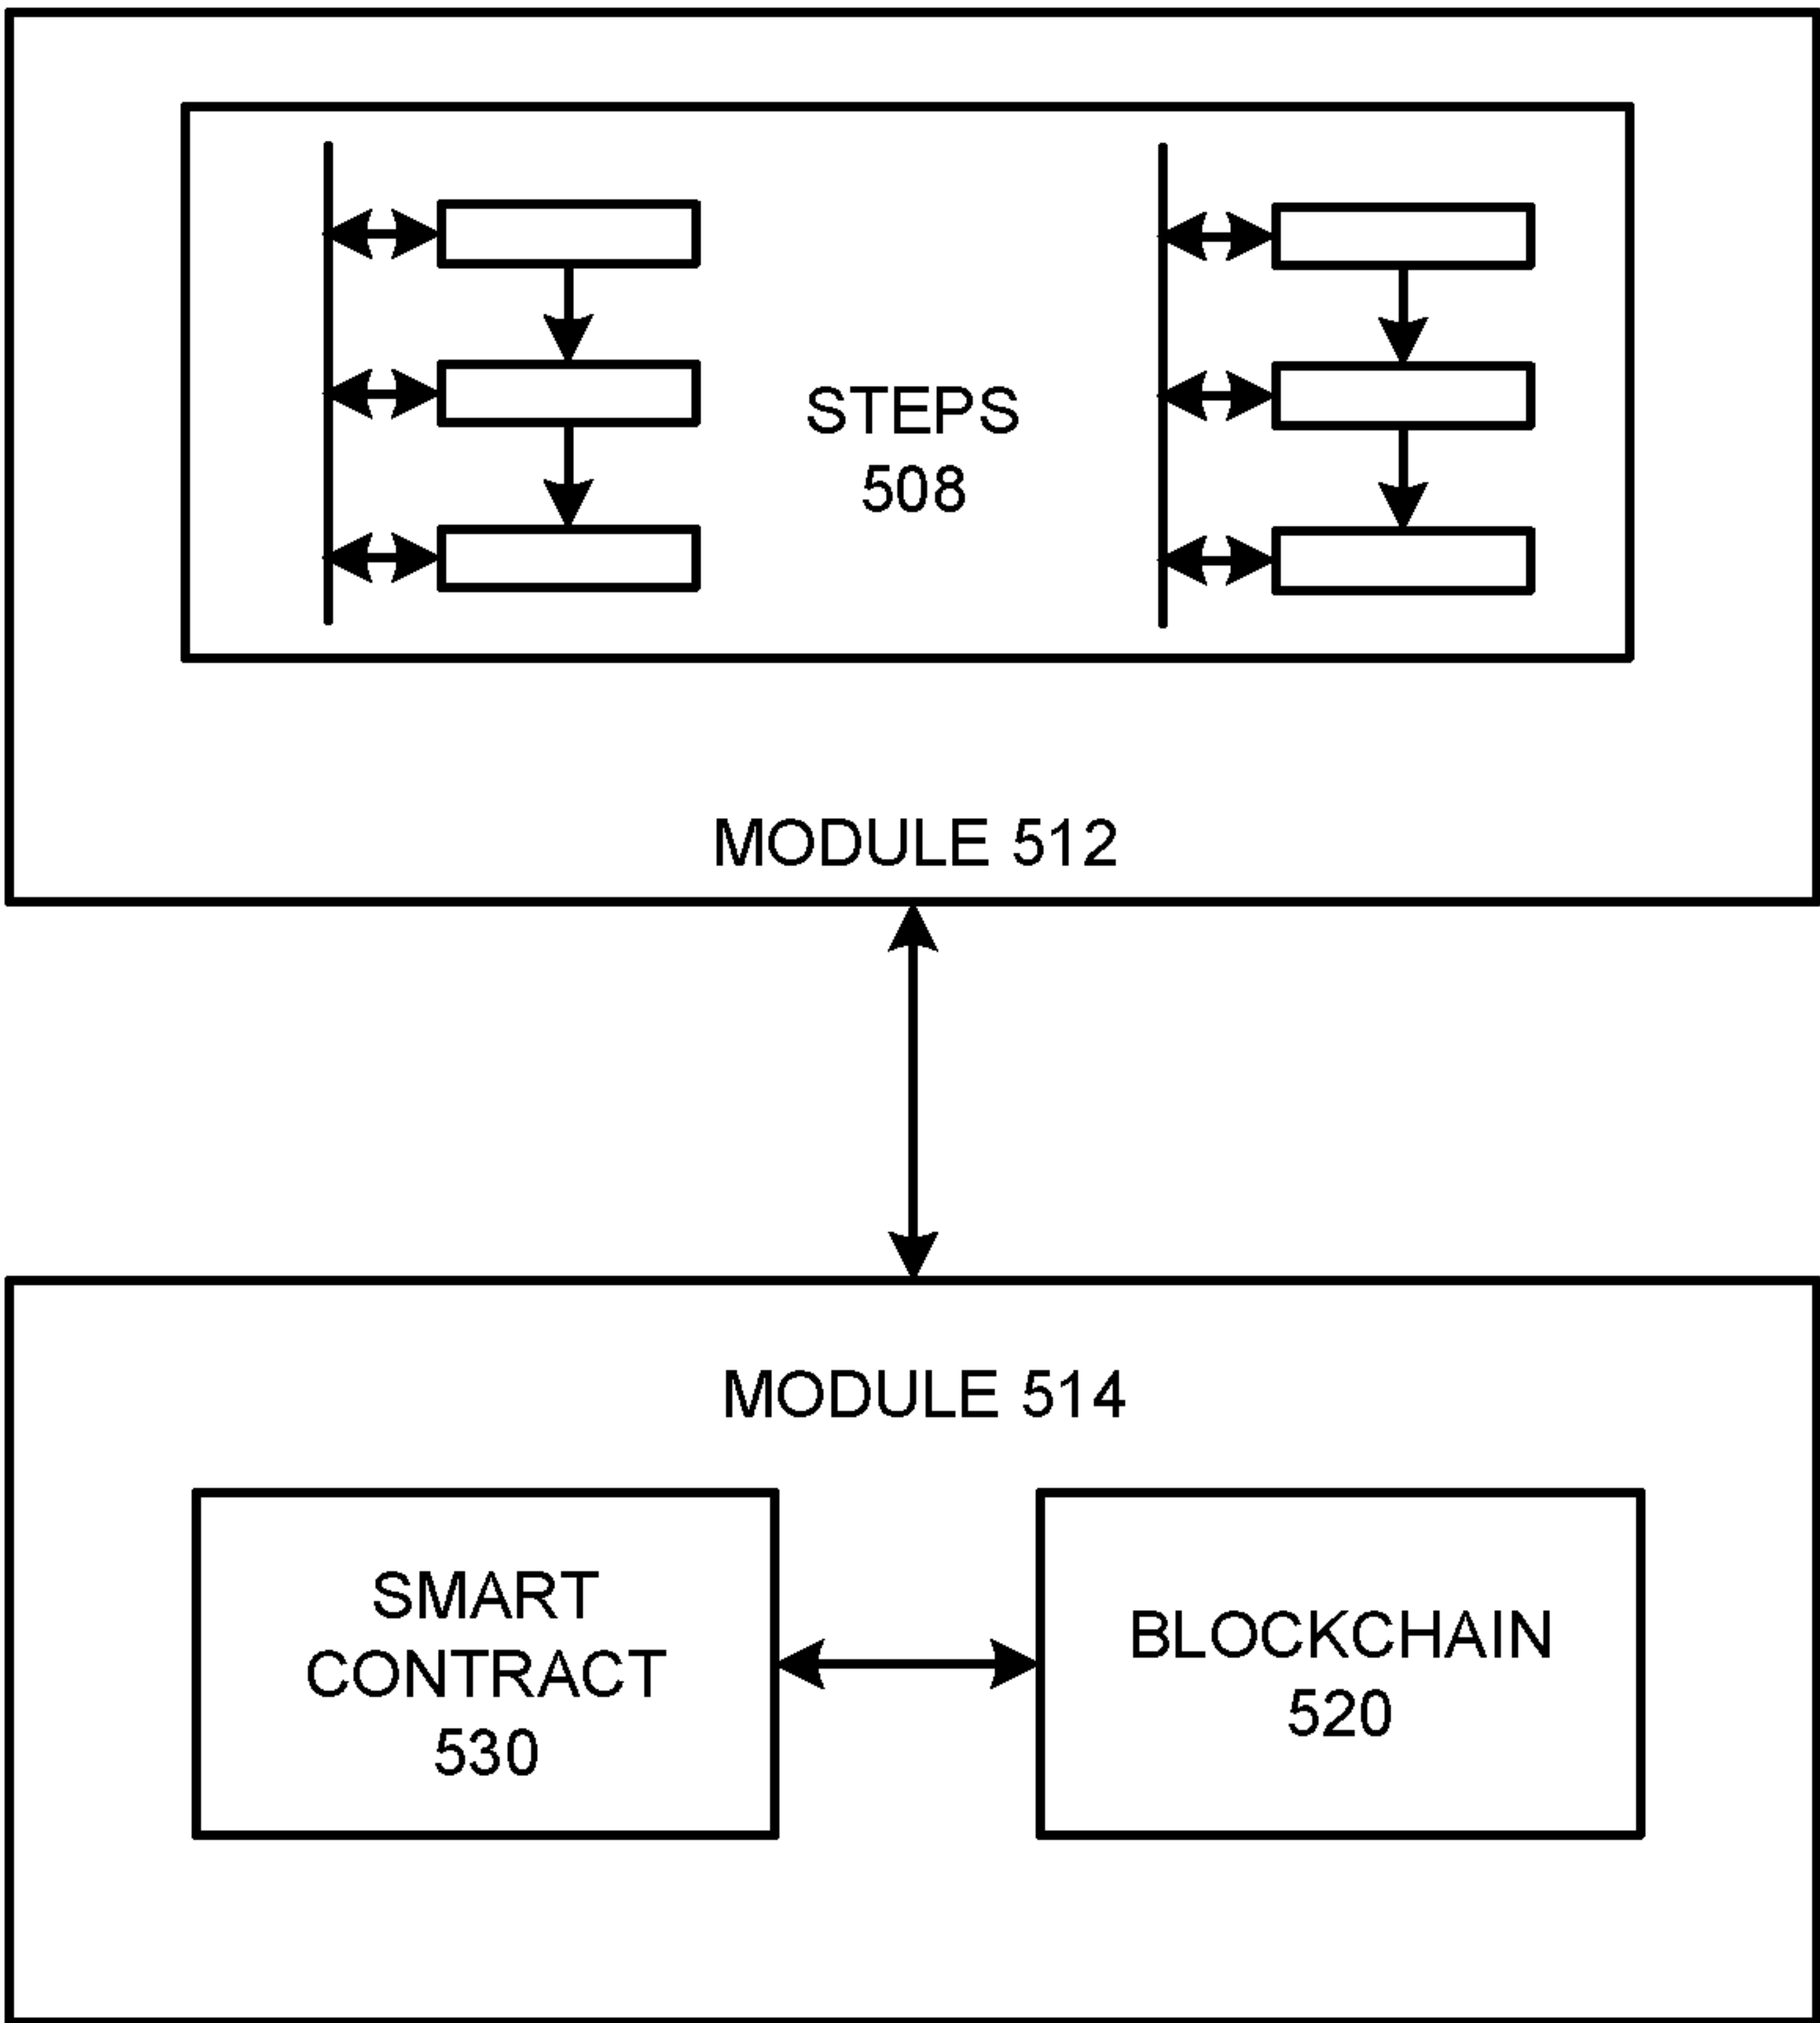 STEPS
508
MODULE 512
MODULE 514
SMART
CONTRACT
530
BLOCKCHAIN
520